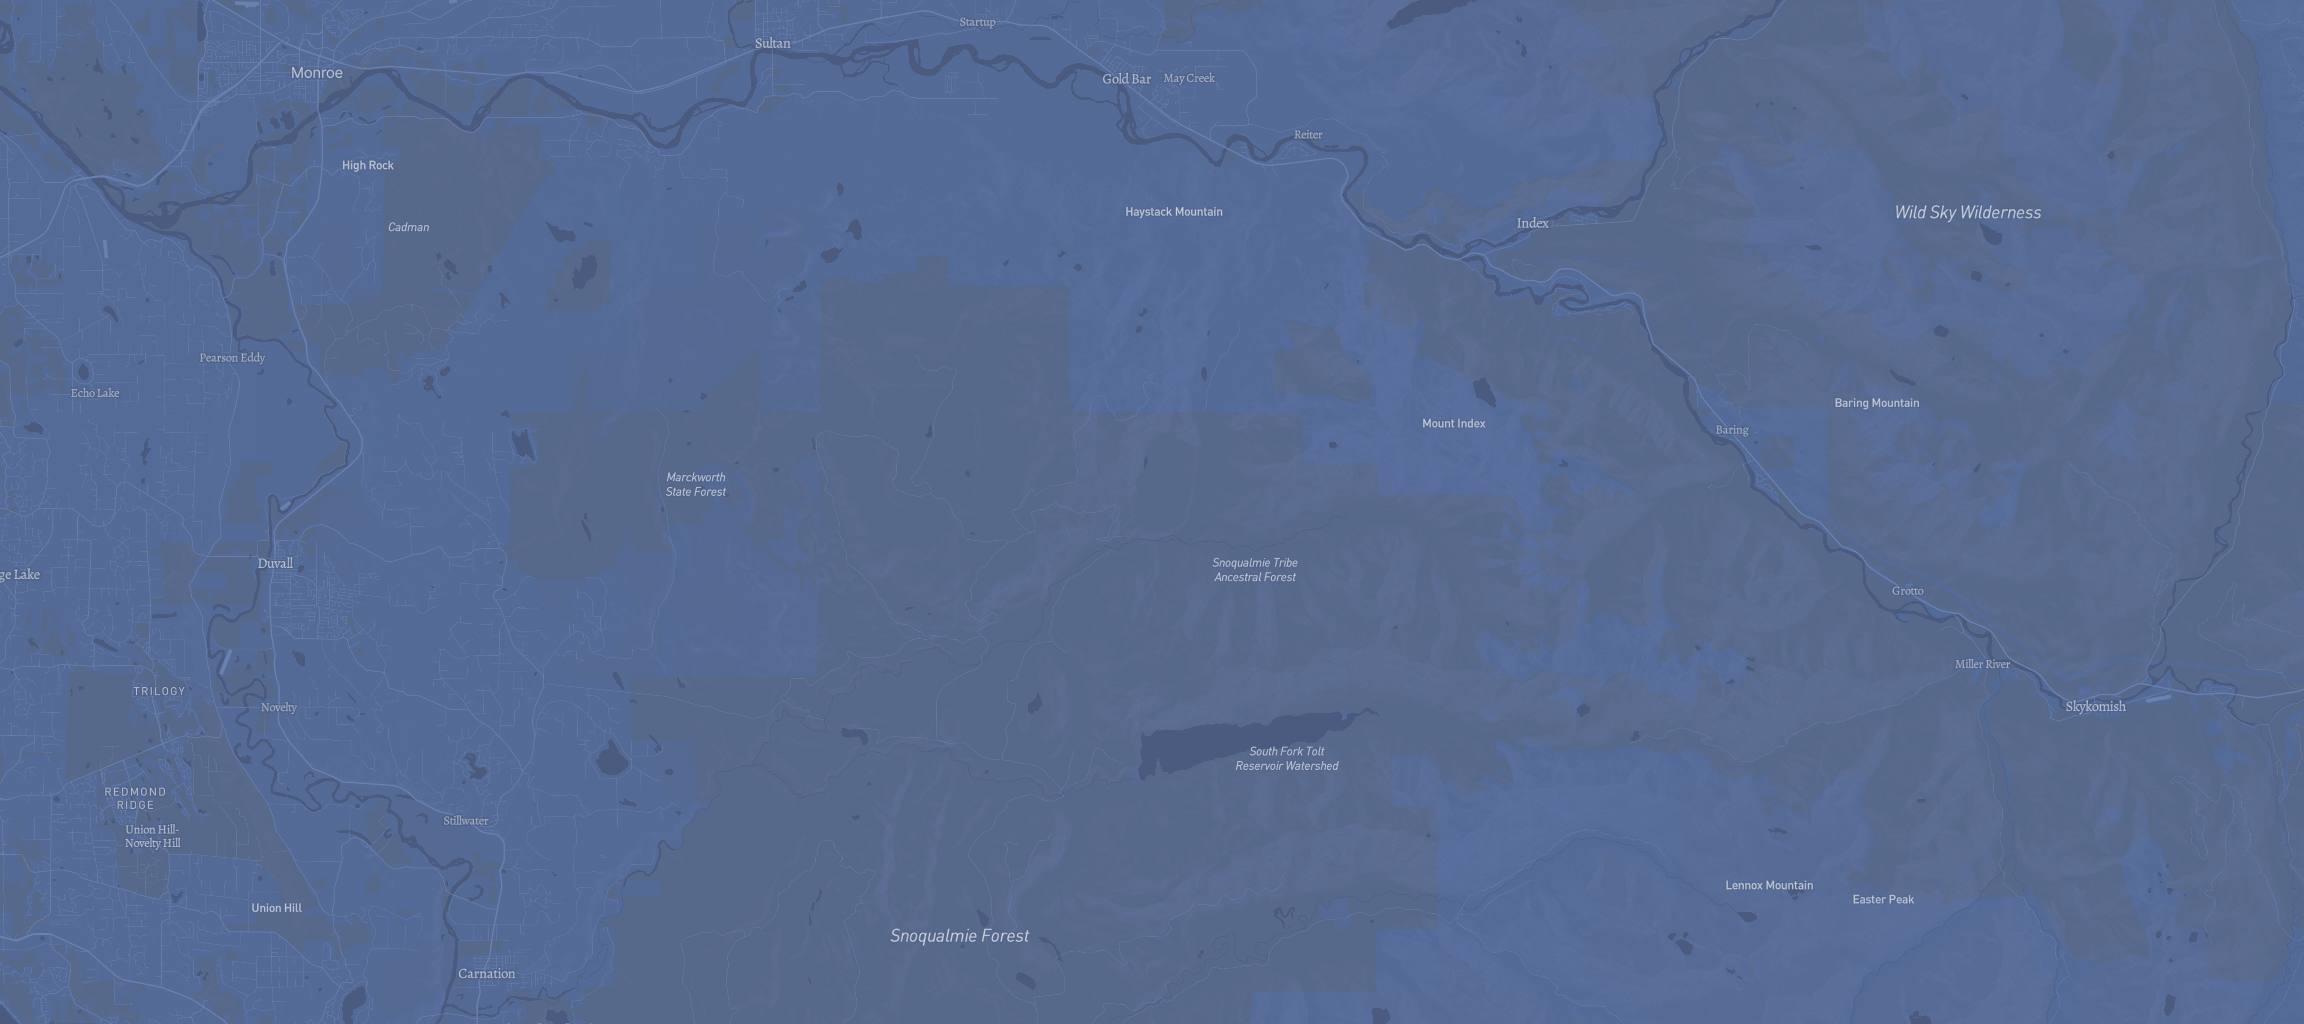 Startup
Sultan
Monroe
Gold Bar
May Creek
Reiter
High Rock
Haystack Mountain
Wild Sky Wilderness
Index
Cadman
Pearson Eddy
Echo Lake
Baring Mountain
Mount Index
Baring
Marckworth
State Forest
Duvall
ge Lake
Snoqualmie Tribe
Ancestral Forest
Grotto
Miller River
TRILOGY
Novelty
Skykomish
South Fork Tolt
Reservoir Watershed
REDMOND
RIDGE
Stillwater
Union Hill-
Novelty Hill
Lennox Mountain
Easter Peak
Union Hill
Snoqualmie Forest
Carnation